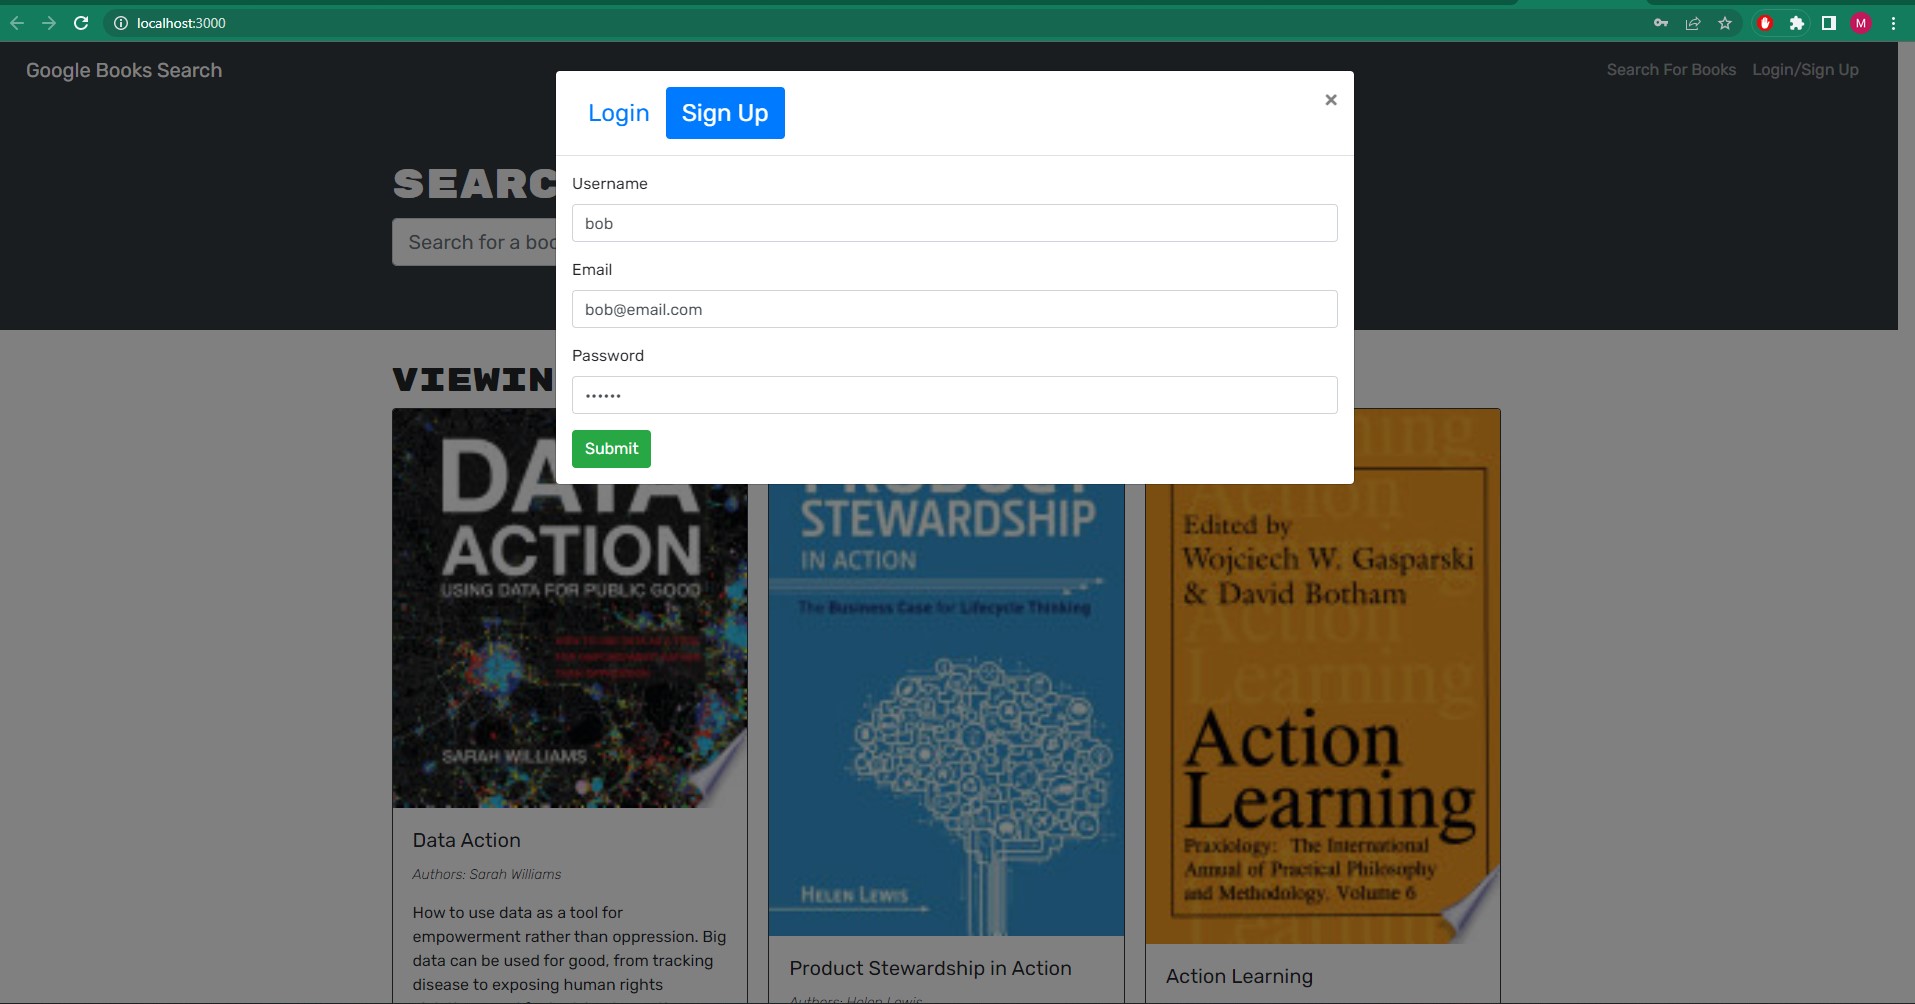 localhost:3000
M
Google Books Search
Search For Books
Login/Sign Up
Login
Sign Up
×
SEARC
Search for a boo
Username
bob
Email
bob@email.com
Password
••••••
Submit
VIEWIN
DATA
ACTION
USING DATA FOR PUBLIC GOOD
SARAH WILLIAMS
Data Action
Authors: Sarah Williams
How to use data as a tool for
empowerment rather than oppression. Big
data can be used for good, from tracking
disease to exposing human rights
PRODUCT
STEWARDSHIP
IN ACTION
The Business Case for Lifecycle Thinking
HELEN LEWIS
Product Stewardship in Action
Authors: Helen Lewis
Edited by
Wojciech W. Gasparski
& David Botham
Action
Learning
Action
Learning
Praxiology: The International
Annual of Practical Philosophy
and Methodology, Volume 6
Action Learning